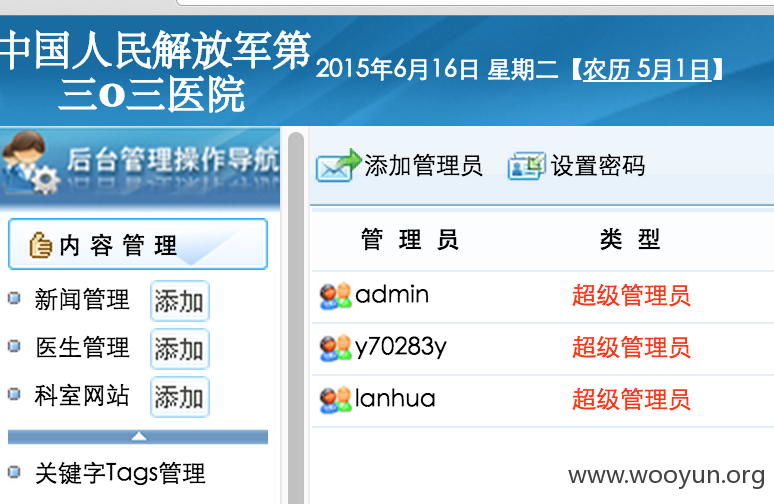 中国人民解放军第
三o三医院
2015年6月16日 星期二【农历 5月1日】
后台管理操作导航
添加管理员 设置密码
内容管理
管 理 员 类 型
新闻管理 添加
admin 超级管理员
医生管理 添加
y70283y 超级管理员
科室网站 添加
lanhua 超级管理员
关键字Tags管理
www.wooyun.org